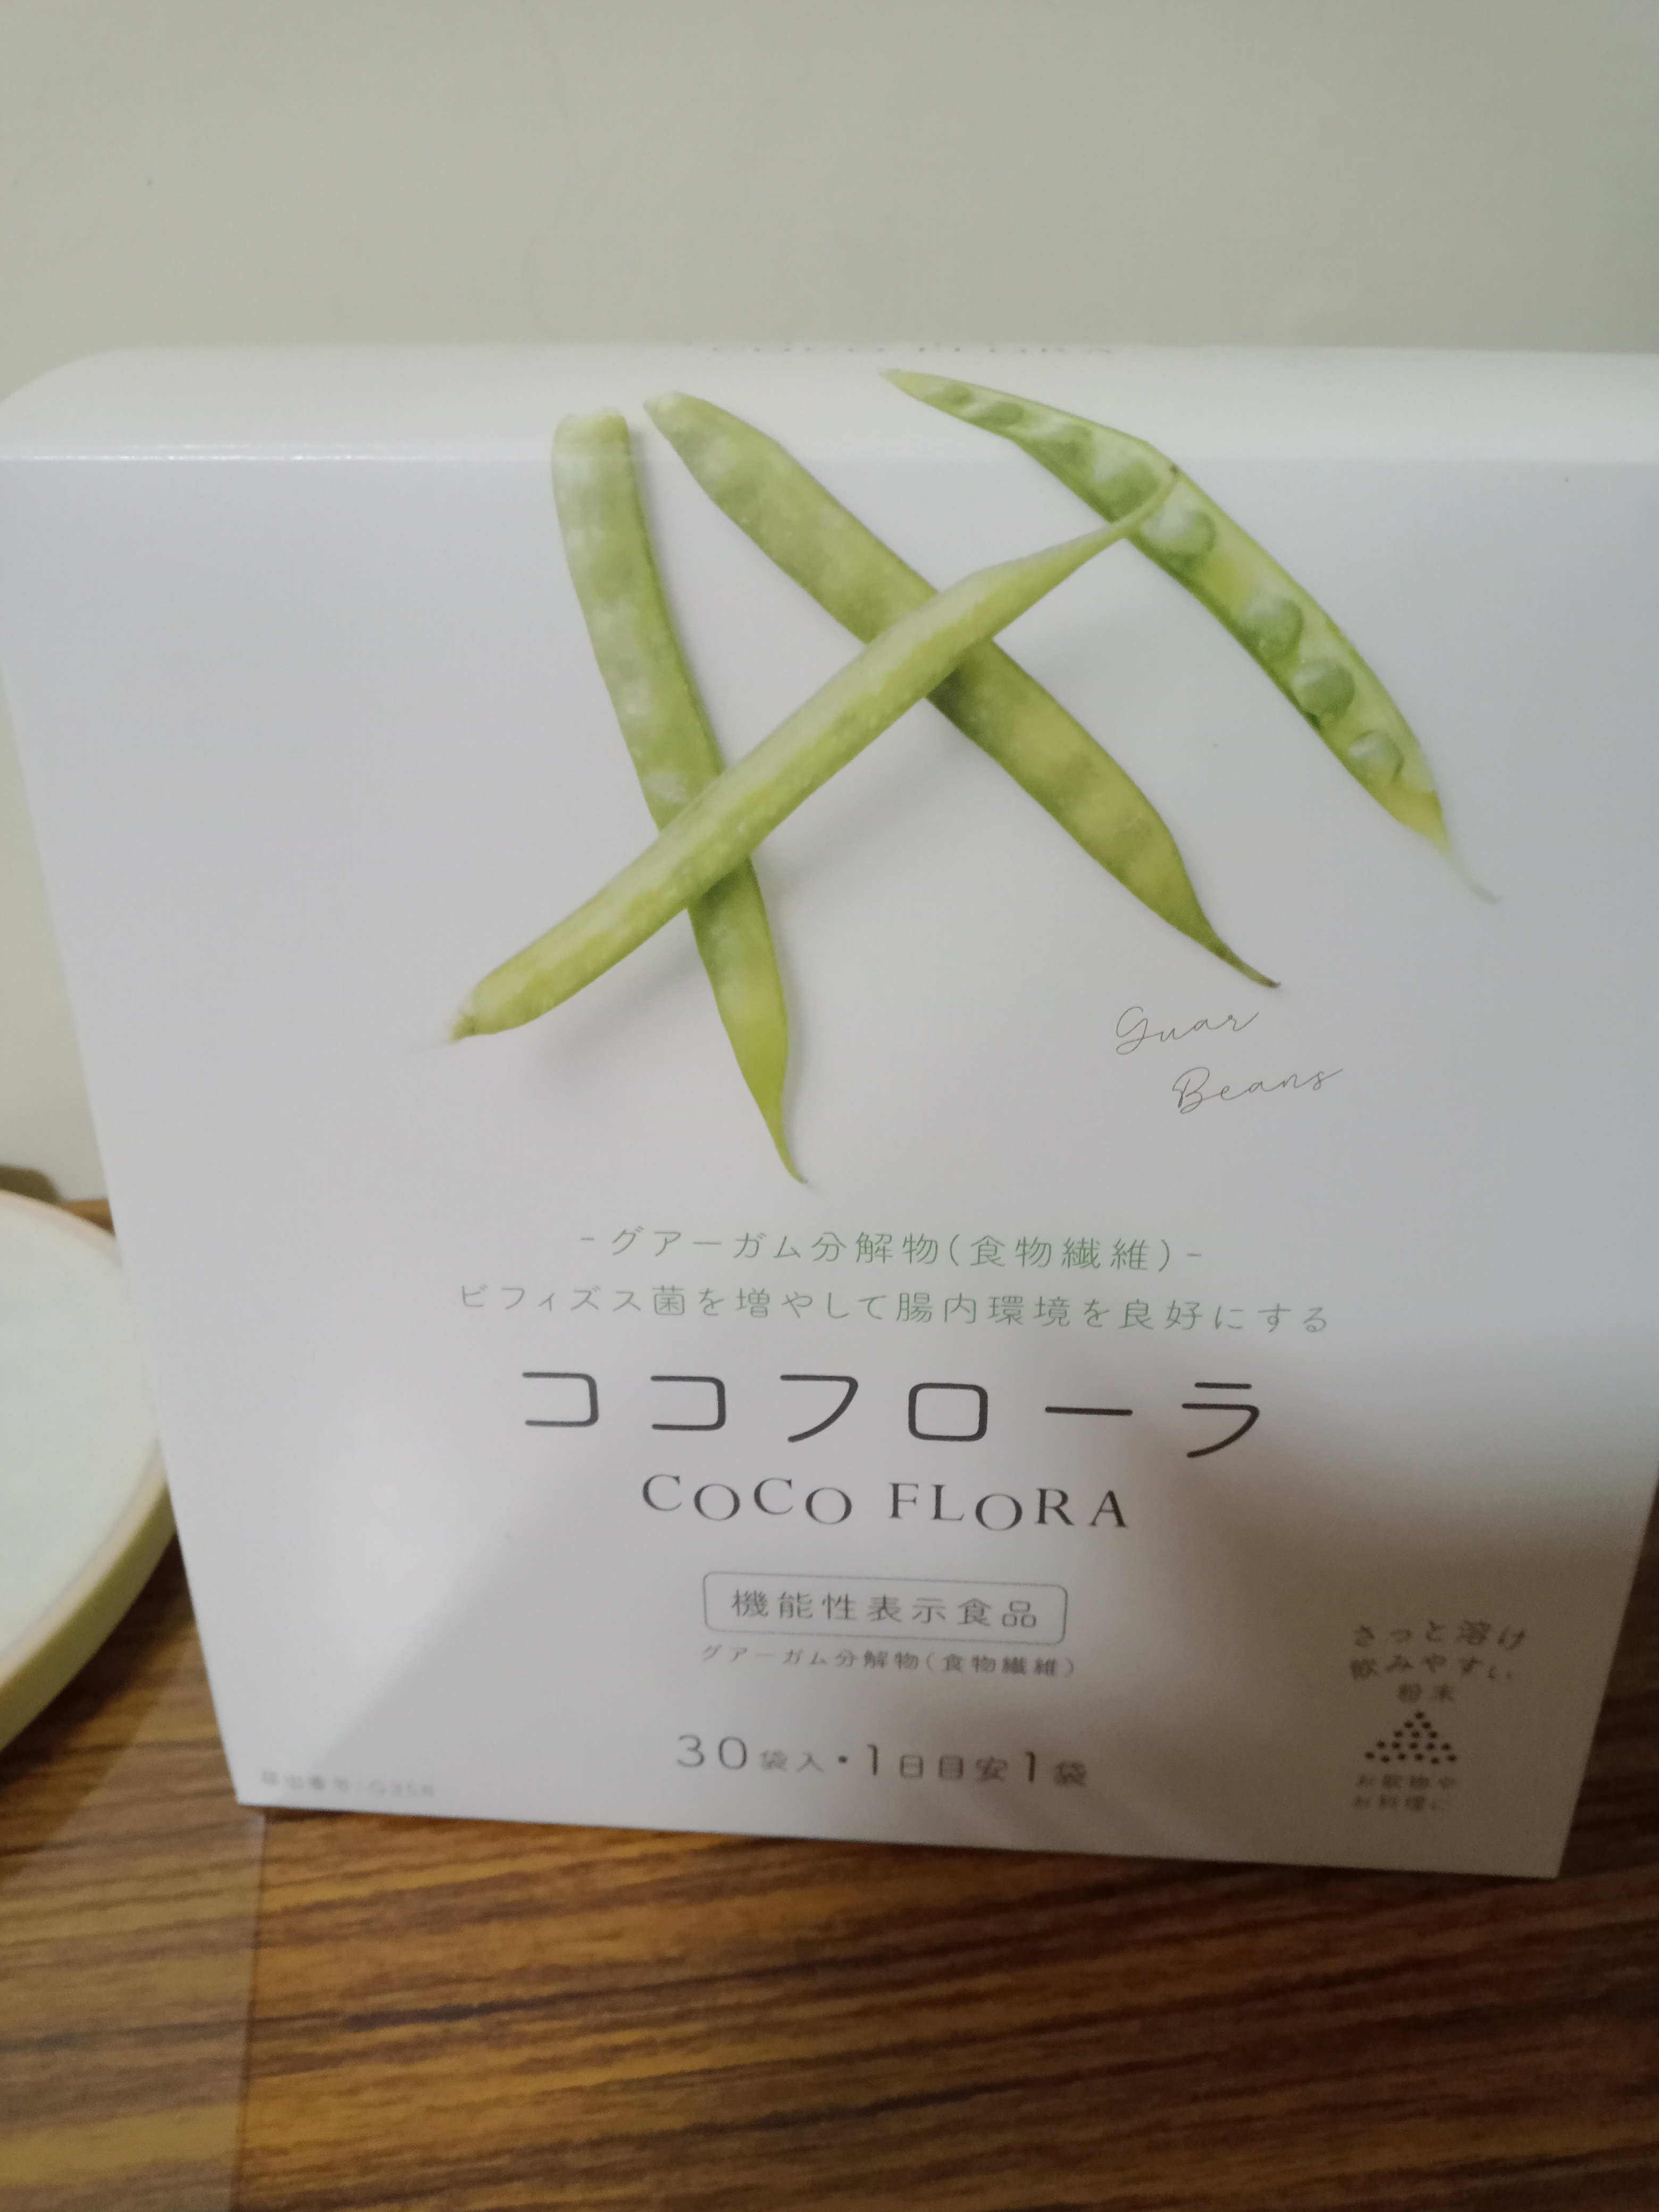 Guar
Beans
-グアーガム分解物(食物繊維)-
ビフィズス菌を増やして腸内環境を良好にする
ココフローラ
COCO FLORA
機能性表示食品
グアーガム分解物(食物繊維)
30袋入・1日目安1袋
さっと溶け
飲みやすい
粉末
お飲物や
お料理に